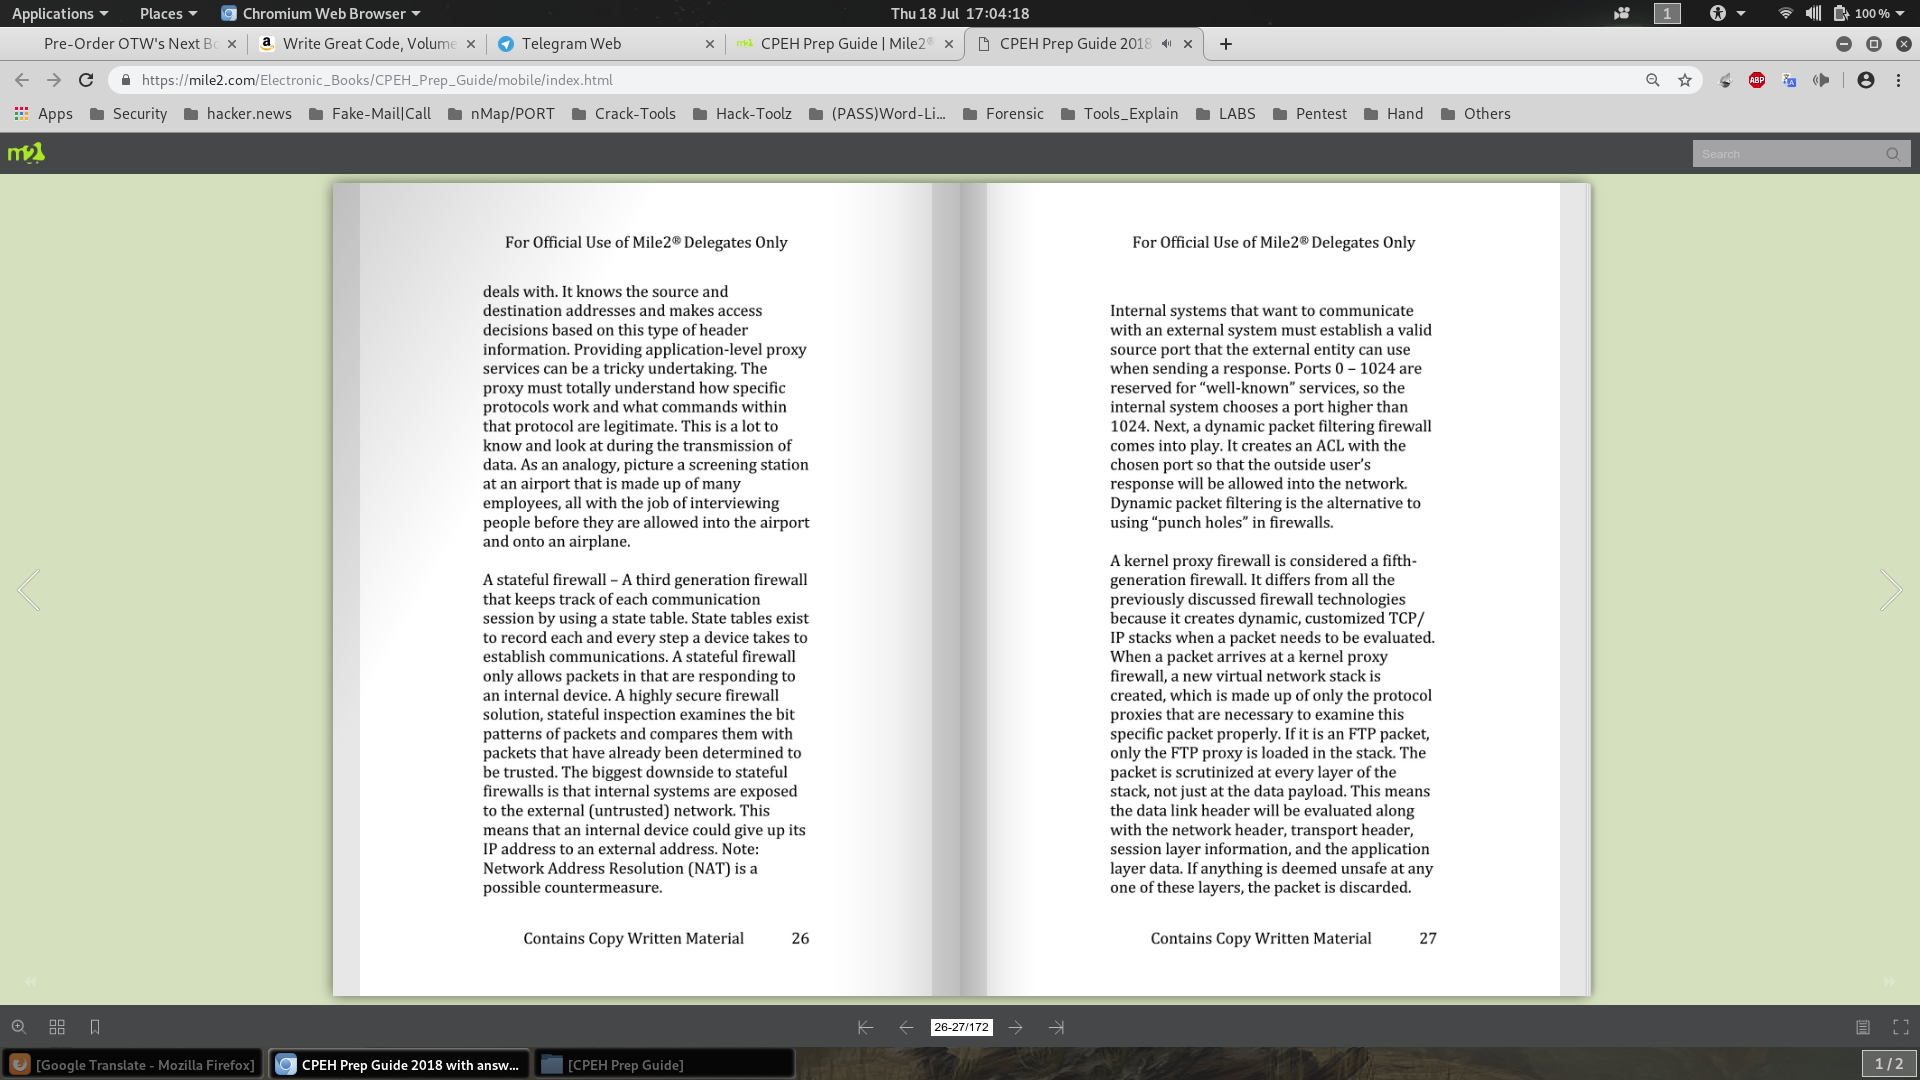 Applications Places Chromium Web Browser Thu 18 Jul 17:04:18 1 100 %
Pre-Order OTW's Next Bo Write Great Code, Volume Telegram Web CPEH Prep Guide | Mile2® CPEH Prep Guide 2018
https://mile2.com/Electronic_Books/CPEH_Prep_Guide/mobile/index.html ABP
Apps Security hacker.news Fake-Mail|Call nMap/PORT Crack-Tools Hack-Toolz (PASS)Word-Li... Forensic Tools_Explain LABS Pentest Hand Others
m2 Search
For Official Use of Mile2® Delegates Only
deals with. It knows the source and
destination addresses and makes access
decisions based on this type of header
information. Providing application-level proxy
services can be a tricky undertaking. The
proxy must totally understand how specific
protocols work and what commands within
that protocol are legitimate. This is a lot to
know and look at during the transmission of
data. As an analogy, picture a screening station
at an airport that is made up of many
employees, all with the job of interviewing
people before they are allowed into the airport
and onto an airplane.
A stateful firewall – A third generation firewall
that keeps track of each communication
session by using a state table. State tables exist
to record each and every step a device takes to
establish communications. A stateful firewall
only allows packets in that are responding to
an internal device. A highly secure firewall
solution, stateful inspection examines the bit
patterns of packets and compares them with
packets that have already been determined to
be trusted. The biggest downside to stateful
firewalls is that internal systems are exposed
to the external (untrusted) network. This
means that an internal device could give up its
IP address to an external address. Note:
Network Address Resolution (NAT) is a
possible countermeasure.
Contains Copy Written Material 26
For Official Use of Mile2® Delegates Only
Internal systems that want to communicate
with an external system must establish a valid
source port that the external entity can use
when sending a response. Ports 0 – 1024 are
reserved for “well-known” services, so the
internal system chooses a port higher than
1024. Next, a dynamic packet filtering firewall
comes into play. It creates an ACL with the
chosen port so that the outside user’s
response will be allowed into the network.
Dynamic packet filtering is the alternative to
using “punch holes” in firewalls.
A kernel proxy firewall is considered a fifth-
generation firewall. It differs from all the
previously discussed firewall technologies
because it creates dynamic, customized TCP/
IP stacks when a packet needs to be evaluated.
When a packet arrives at a kernel proxy
firewall, a new virtual network stack is
created, which is made up of only the protocol
proxies that are necessary to examine this
specific packet properly. If it is an FTP packet,
only the FTP proxy is loaded in the stack. The
packet is scrutinized at every layer of the
stack, not just at the data payload. This means
the data link header will be evaluated along
with the network header, transport header,
session layer information, and the application
layer data. If anything is deemed unsafe at any
one of these layers, the packet is discarded.
Contains Copy Written Material 27
26-27/172
[Google Translate - Mozilla Firefox] CPEH Prep Guide 2018 with answ... [CPEH Prep Guide] 1 / 2